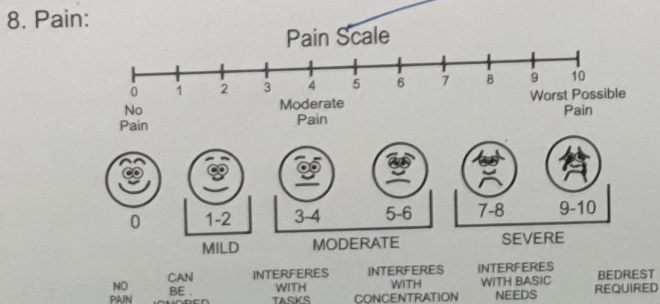 8. Pain:
Pain Scale
0 1 2 3 4 5 6 7 8 9 10
No Pain
Moderate Pain
Worst Possible Pain
0 1-2 3-4 5-6 7-8 9-10
MILD MODERATE SEVERE
NO PAIN
CAN BE IGNORED
INTERFERES WITH TASKS
INTERFERES WITH CONCENTRATION
INTERFERES WITH BASIC NEEDS
BEDREST REQUIRED